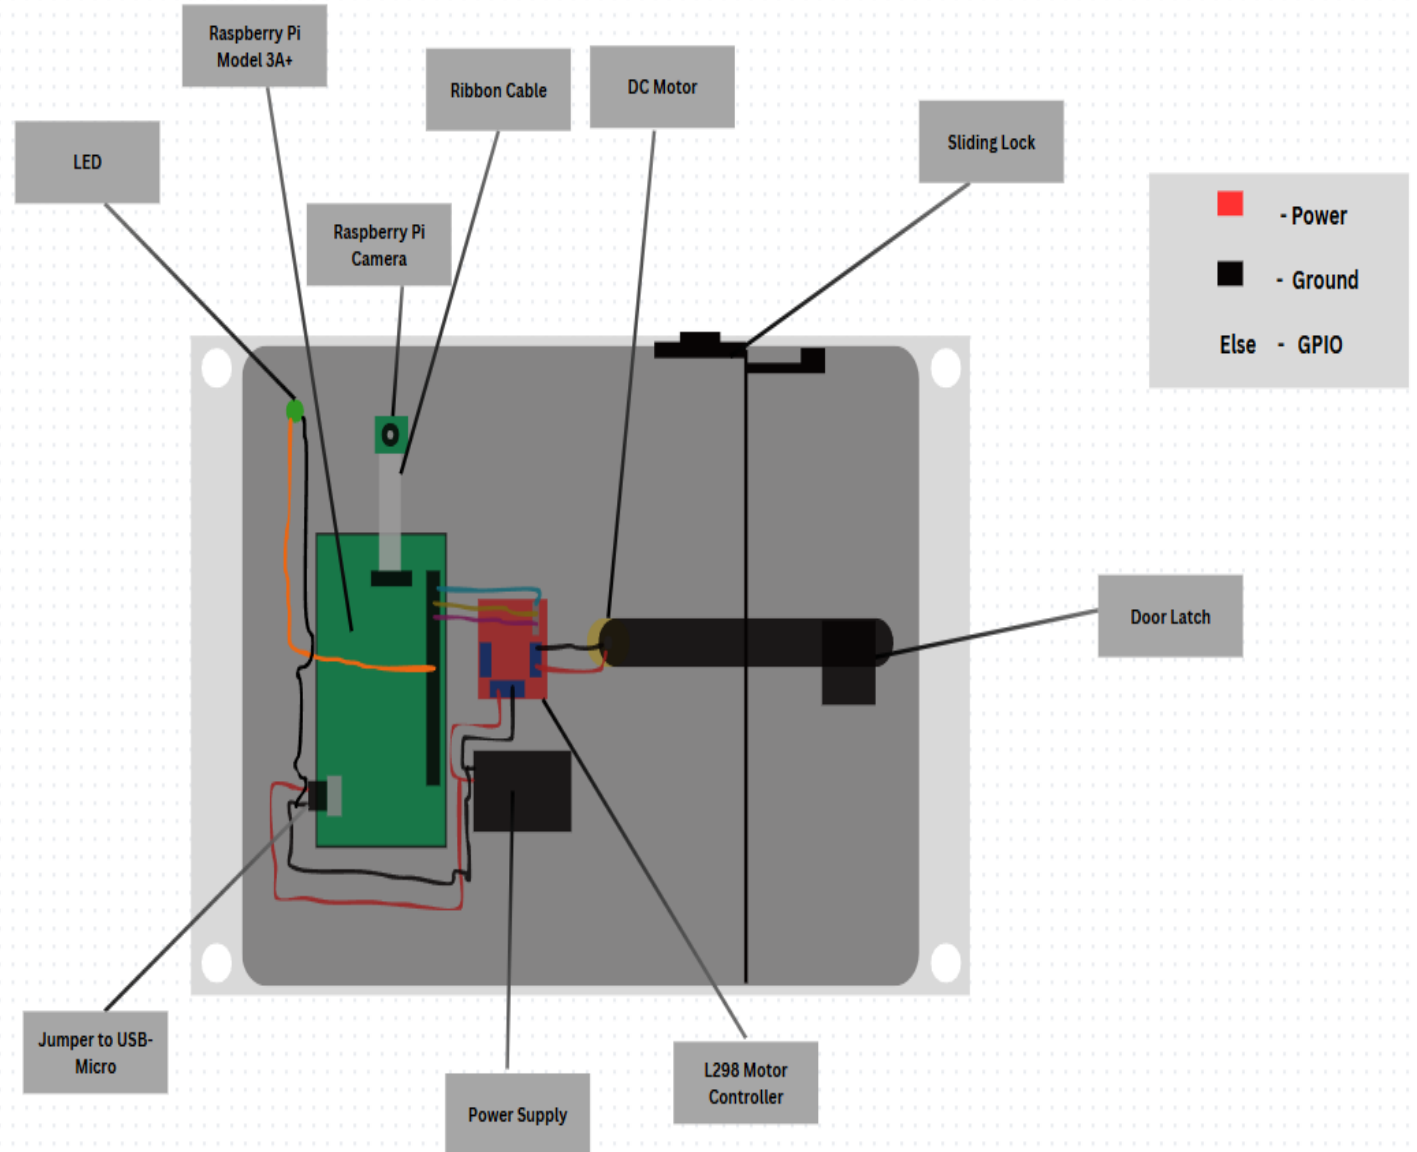 Raspberry Pi
Model 3A+
Ribbon Cable
DC Motor
Sliding Lock
LED
Raspberry Pi
Camera
- Power
- Ground
Else - GPIO
Door Latch
Jumper to USB-
Micro
Power Supply
L298 Motor
Controller